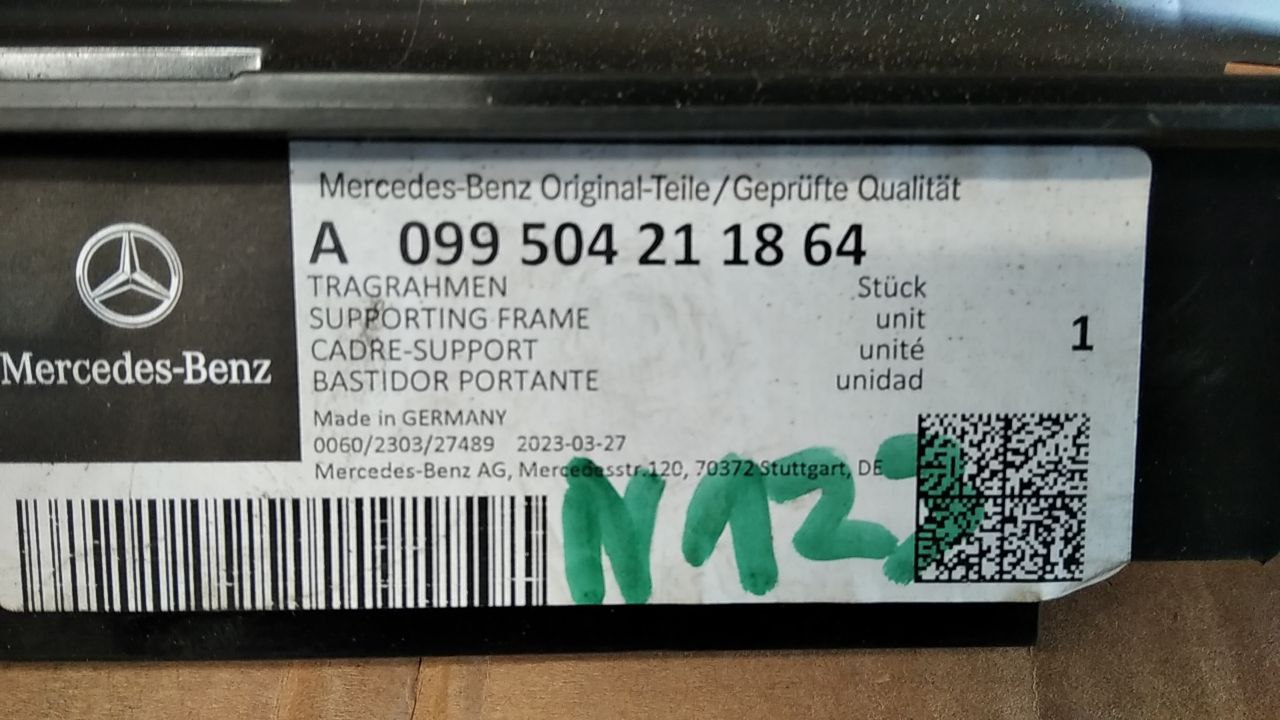 Mercedes-Benz Original-Teile/Geprüfte Qualität
A 099 504 21 18 64
TRAGRAHMEN Stück
SUPPORTING FRAME unit
CADRE-SUPPORT unité
BASTIDOR PORTANTE unidad
1
Mercedes-Benz
Made in GERMANY
0060/2303/27489 2023-03-27
Mercedes-Benz AG, Mercedesstr.120, 70372 Stuttgart, DE
N123